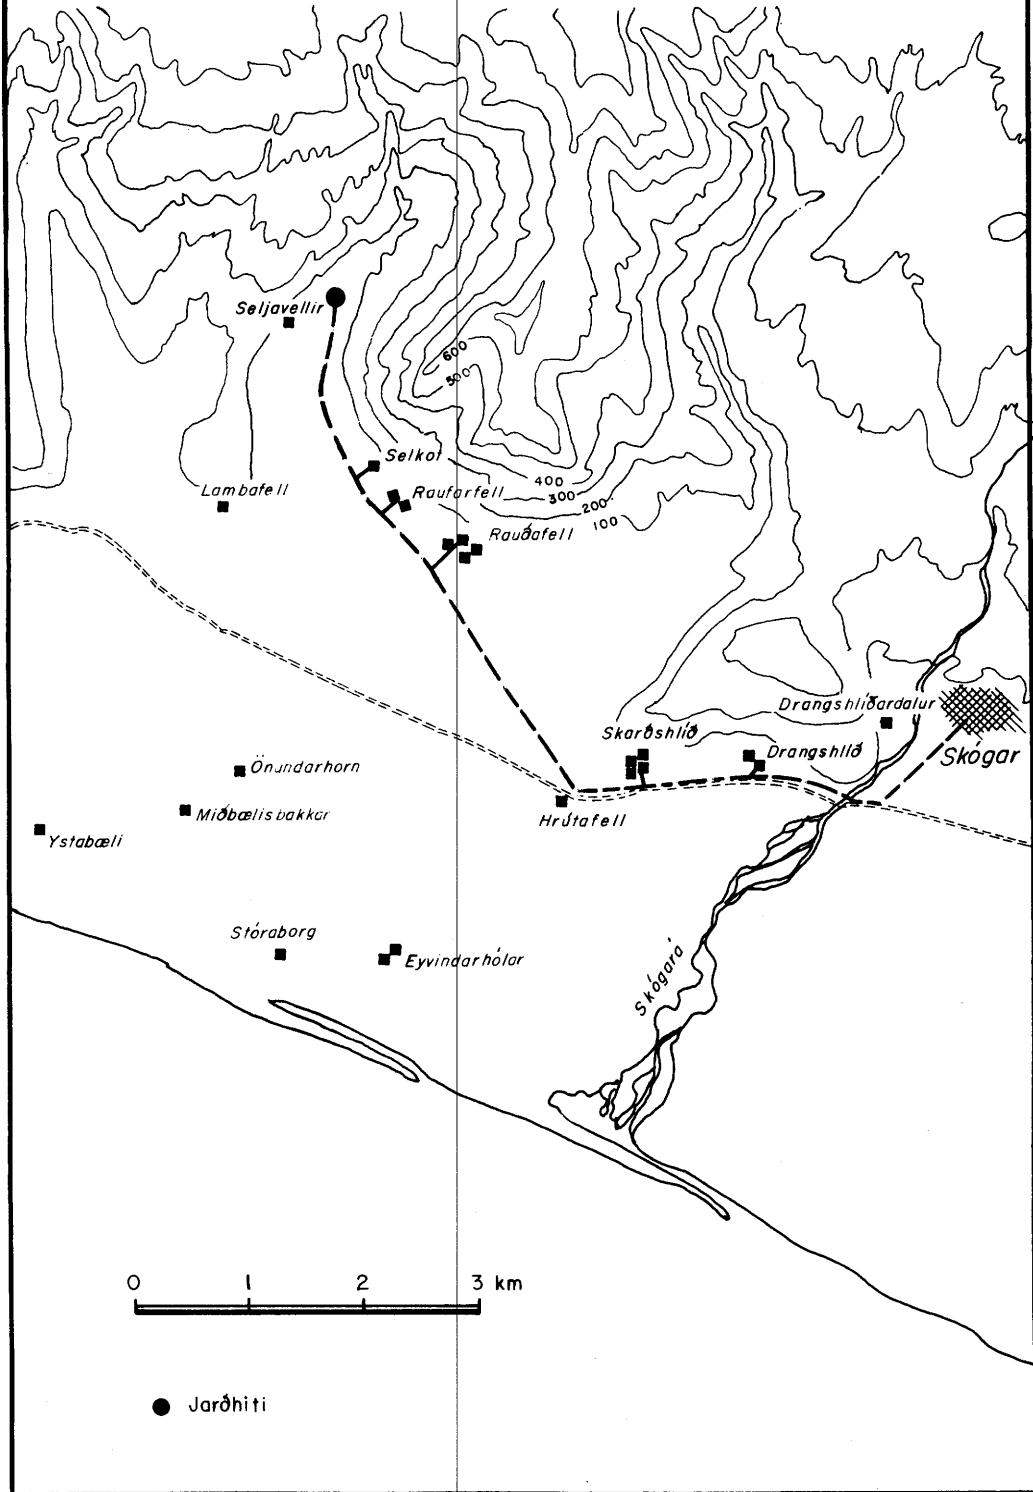 Seljavellir
600
500
Selkot
Lambafell
Raufarfell
400
300
200
100
Rauðafell
Drangshlíðardalur
Skarðshlíð
Drangshlíð
Skógar
Önundarhorn
Hrútafell
Miðbælisbakkar
Ystabæli
Stóraborg
Eyvindarhólar
Skógará
0 1 2 3 km
Jarðhiti